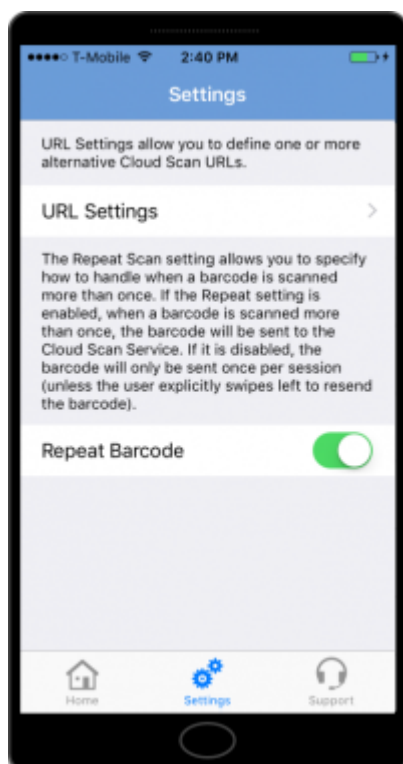 T-Mobile 2:40 PM
Settings
URL Settings allow you to define one or more
alternative Cloud Scan URLs.
URL Settings
The Repeat Scan setting allows you to specify
how to handle when a barcode is scanned
more than once. If the Repeat setting is
enabled, when a barcode is scanned more
than once, the barcode will be sent to the
Cloud Scan Service. If it is disabled, the
barcode will only be sent once per session
(unless the user explicitly swipes left to resend
the barcode).
Repeat Barcode
Home Settings Support